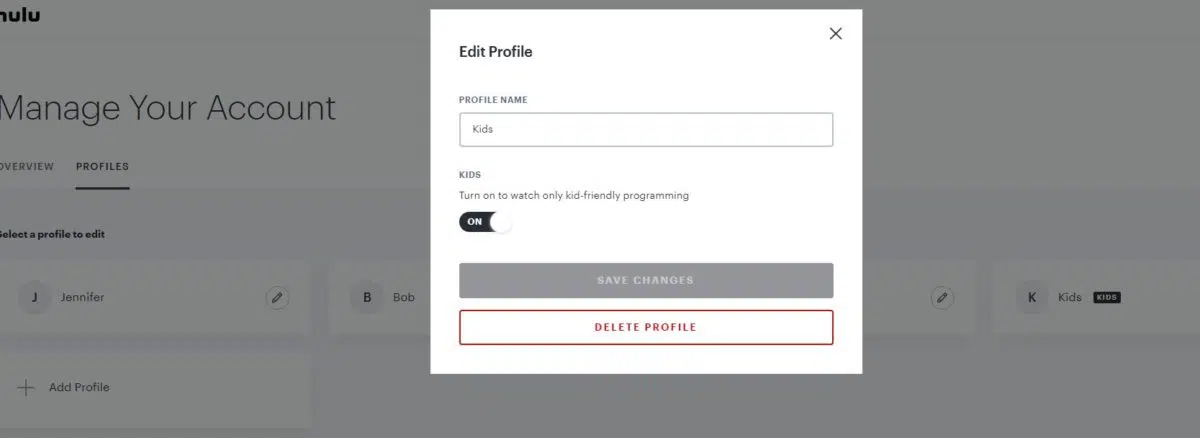 hulu
Edit Profile
Manage Your Account
PROFILE NAME
Kids
OVERVIEW PROFILES
KIDS
Turn on to watch only kid-friendly programming
ON
Select a profile to edit
SAVE CHANGES
J Jennifer
B Bob
K Kids KIDS
DELETE PROFILE
Add Profile